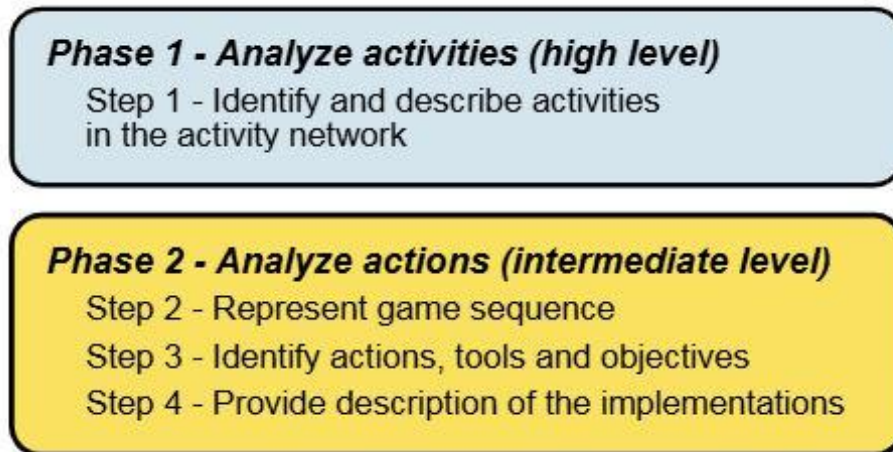 Phase 1 - Analyze activities (high level)
Step 1 - Identify and describe activities
in the activity network
Phase 2 - Analyze actions (intermediate level)
Step 2 - Represent game sequence
Step 3 - Identify actions, tools and objectives
Step 4 - Provide description of the implementations